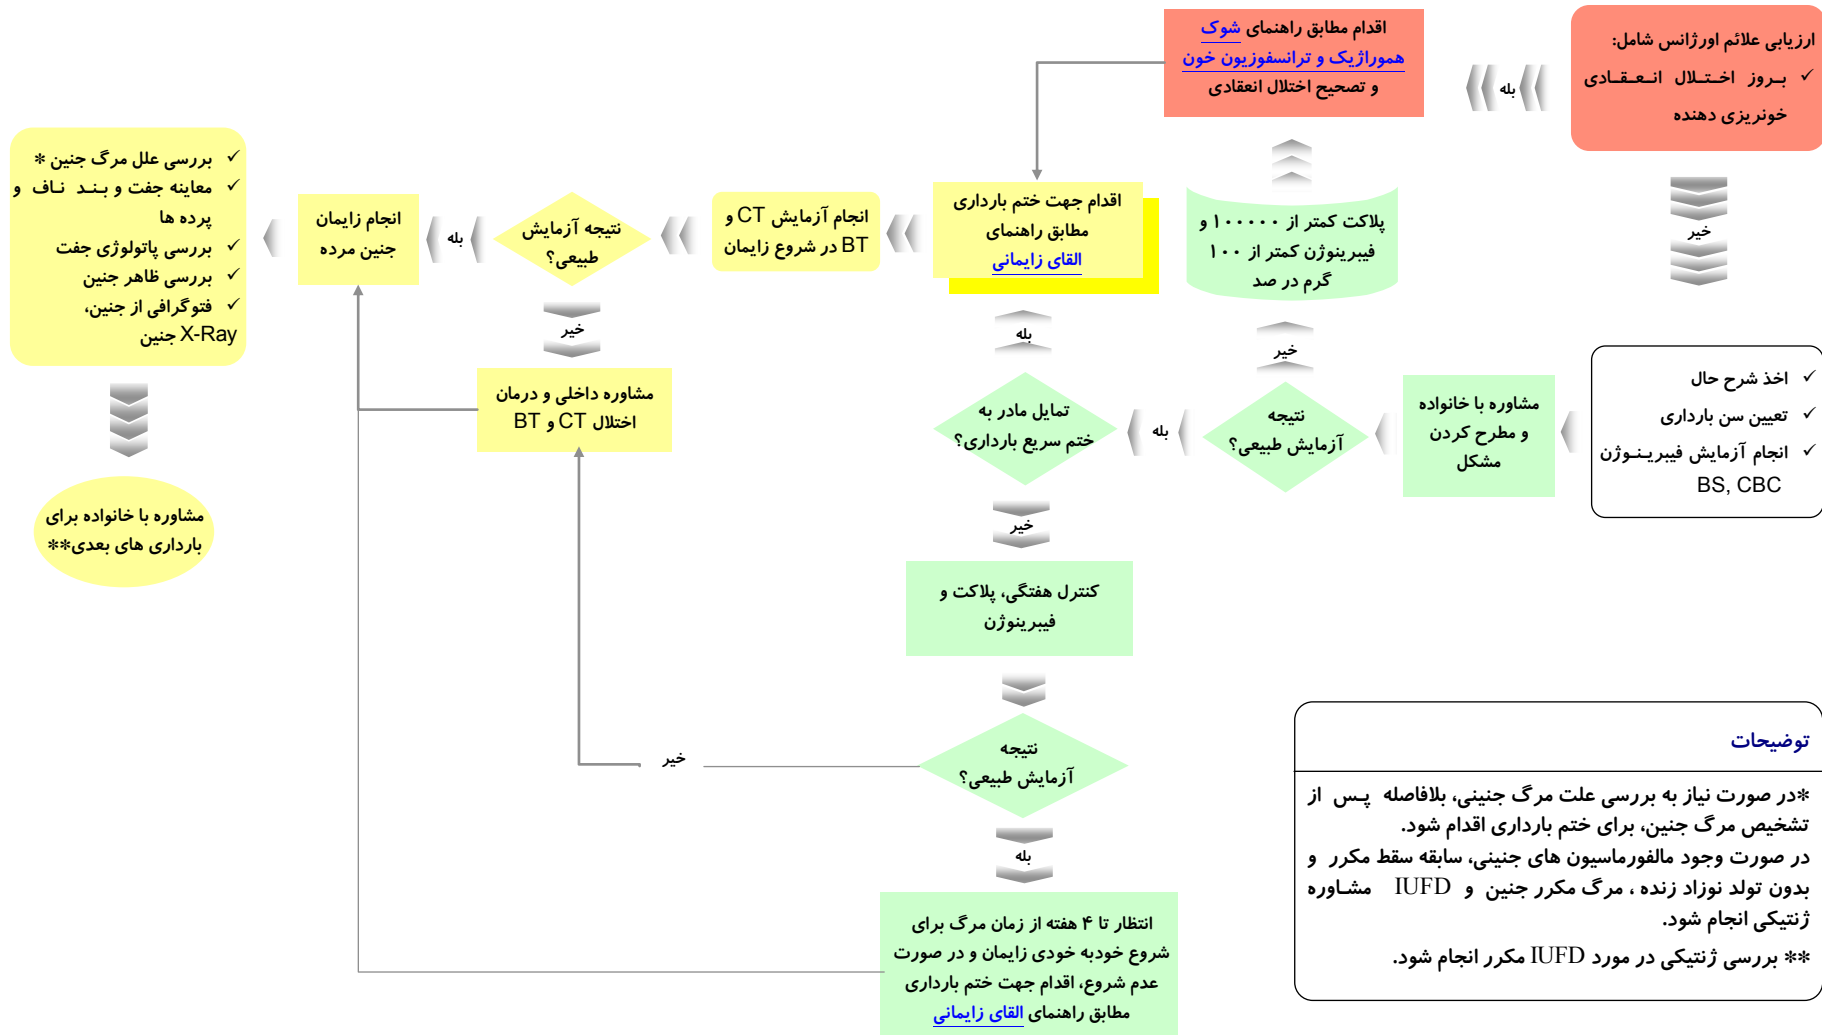 ارزیابی علائم اورژانس شامل:
✓ بروز اختلال انعقادی
خونریزی دهنده
بله
اقدام مطابق راهنمای شوک
هموراژیک و ترانسفوزیون خون
و تصحیح اختلال انعقادی
خیر
✓ اخذ شرح حال
✓ تعیین سن بارداری
✓ انجام آزمایش فیبرینوژن
BS, CBC
مشاوره با خانواده
و مطرح کردن
مشکل
نتیجه
آزمایش طبیعی؟
خیر
پلاکت کمتر از ۱۰۰۰۰۰ و
فیبرینوژن کمتر از ۱۰۰
گرم در صد
بله
تمایل مادر به
ختم سریع بارداری؟
بله
اقدام جهت ختم بارداری
مطابق راهنمای
القای زایمانی
انجام آزمایش CT و
BT در شروع زایمان
نتیجه آزمایش
طبیعی؟
بله
انجام زایمان
جنین مرده
✓ بررسی علل مرگ جنین *
✓ معاینه جفت و بند ناف و
پرده ها
✓ بررسی پاتولوژی جفت
✓ بررسی ظاهر جنین
✓ فتوگرافی از جنین،
X-Ray جنین
مشاوره با خانواده برای
بارداری های بعدی**
خیر
مشاوره داخلی و درمان
اختلال CT و BT
خیر
کنترل هفتگی، پلاکت و
فیبرینوژن
نتیجه
آزمایش طبیعی؟
خیر
بله
انتظار تا ۴ هفته از زمان مرگ برای
شروع خودبه خودی زایمان و در صورت
عدم شروع، اقدام جهت ختم بارداری
مطابق راهنمای القای زایمانی
توضیحات
*در صورت نیاز به بررسی علت مرگ جنینی، بلافاصله پس از
تشخیص مرگ جنین، برای ختم بارداری اقدام شود.
در صورت وجود مالفورماسیون های جنینی، سابقه سقط مکرر و
بدون تولد نوزاد زنده ، مرگ مکرر جنین و IUFD مشاوره
ژنتیکی انجام شود.
** بررسی ژنتیکی در مورد IUFD مکرر انجام شود.